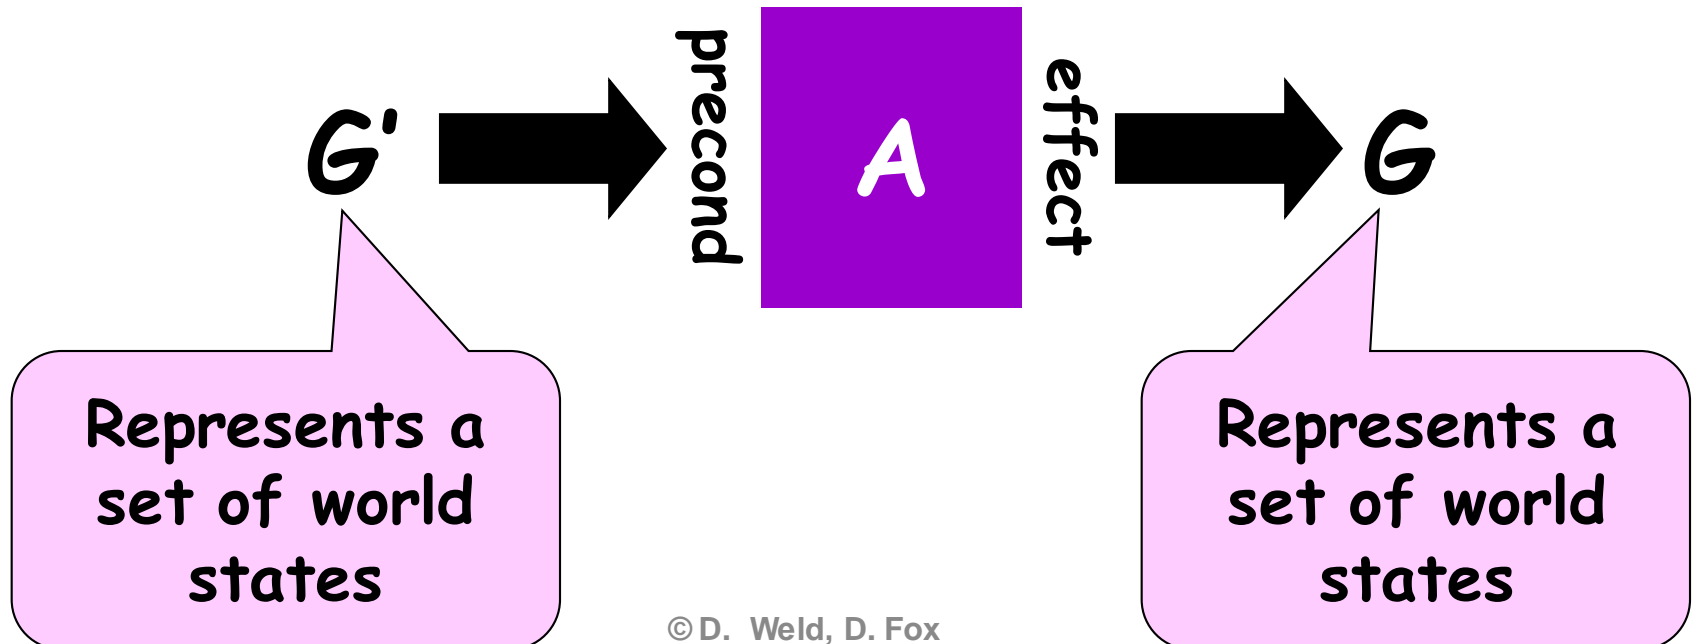 G'
precond
A
effect
G
Represents a
set of world
states
Represents a
set of world
states
© D. Weld, D. Fox